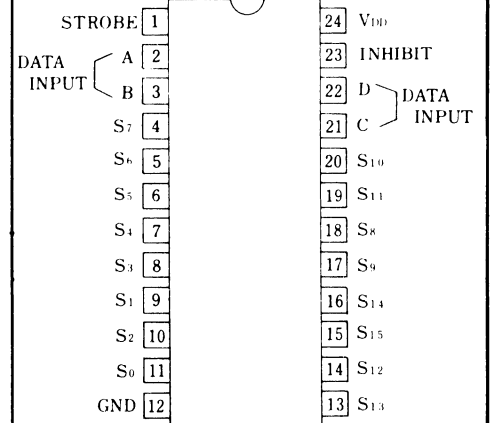 STROBE 1 24 VDD
A 2 23 INHIBIT
DATA INPUT
B 3 22 D
DATA INPUT
S7 4 21 C
S6 5 20 S10
S5 6 19 S11
S4 7 18 S8
S3 8 17 S9
S1 9 16 S14
S2 10 15 S15
S0 11 14 S12
GND 12 13 S13